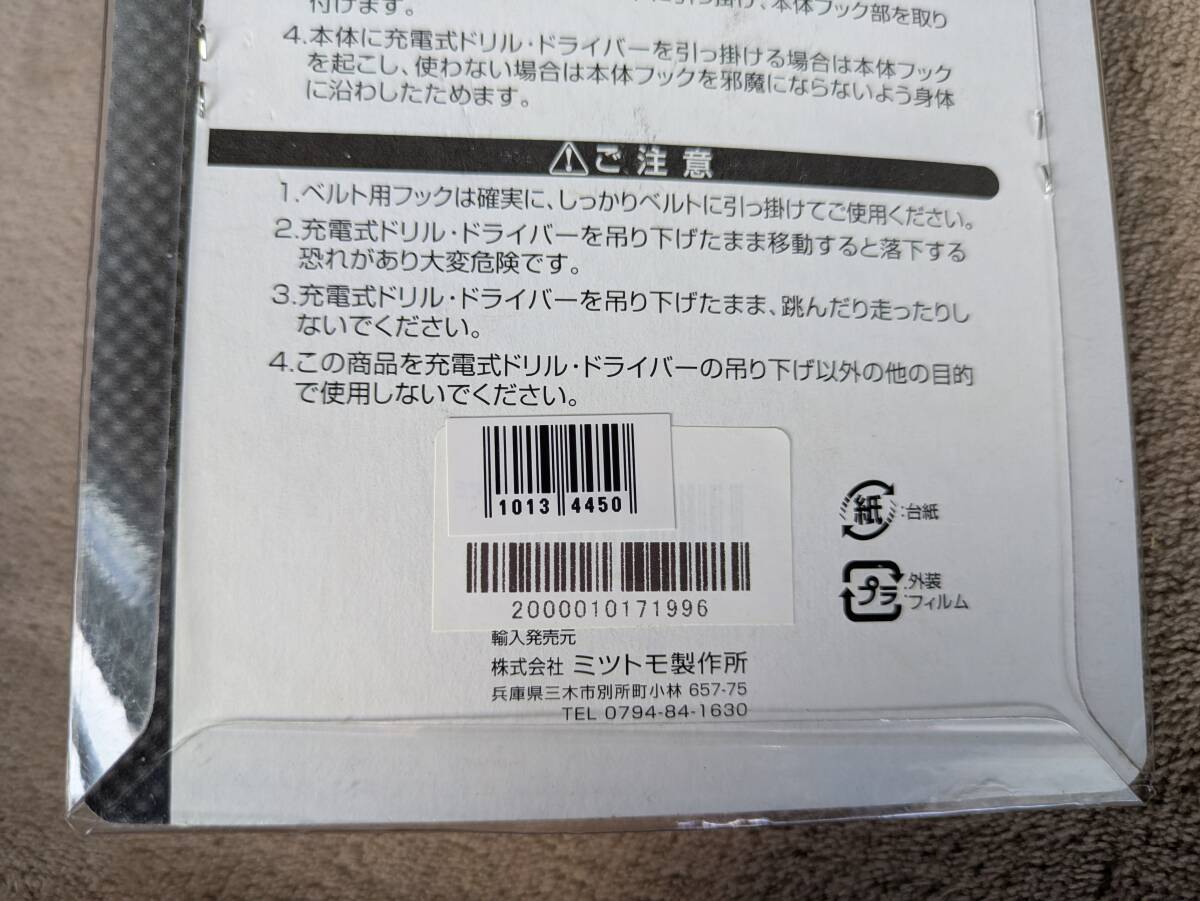 に引っ掛け、本体フック部を取り
付けます。
4.本体に充電式ドリル・ドライバーを引っ掛ける場合は本体フック
を起こし、使わない場合は本体フックを邪魔にならないよう身体
に沿わしたためます。
ご注意
1.ベルト用フックは確実に、しっかりベルトに引っ掛けてご使用ください。
2.充電式ドリル・ドライバーを吊り下げたまま移動すると落下する
恐れがあり大変危険です。
3.充電式ドリル・ドライバーを吊り下げたまま、跳んだり走ったりし
ないでください。
4.この商品を充電式ドリル・ドライバーの吊り下げ以外の他の目的
で使用しないでください。
1013 4450
2000010171996
紙:台紙
プラ:外装
フィルム
輸入発売元
株式会社 ミツトモ製作所
兵庫県三木市別所町小林 657-75
TEL 0794-84-1630